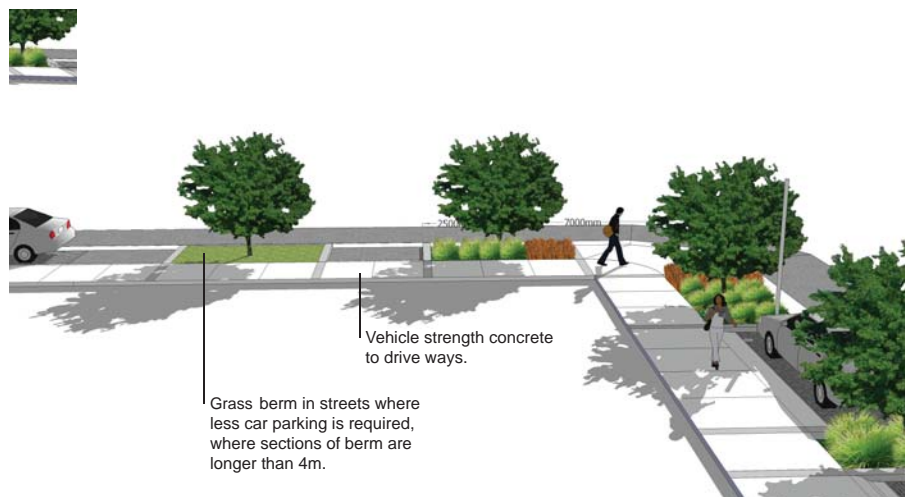 2500
7000mm
Vehicle strength concrete
to drive ways.
Grass berm in streets where
less car parking is required,
where sections of berm are
longer than 4m.